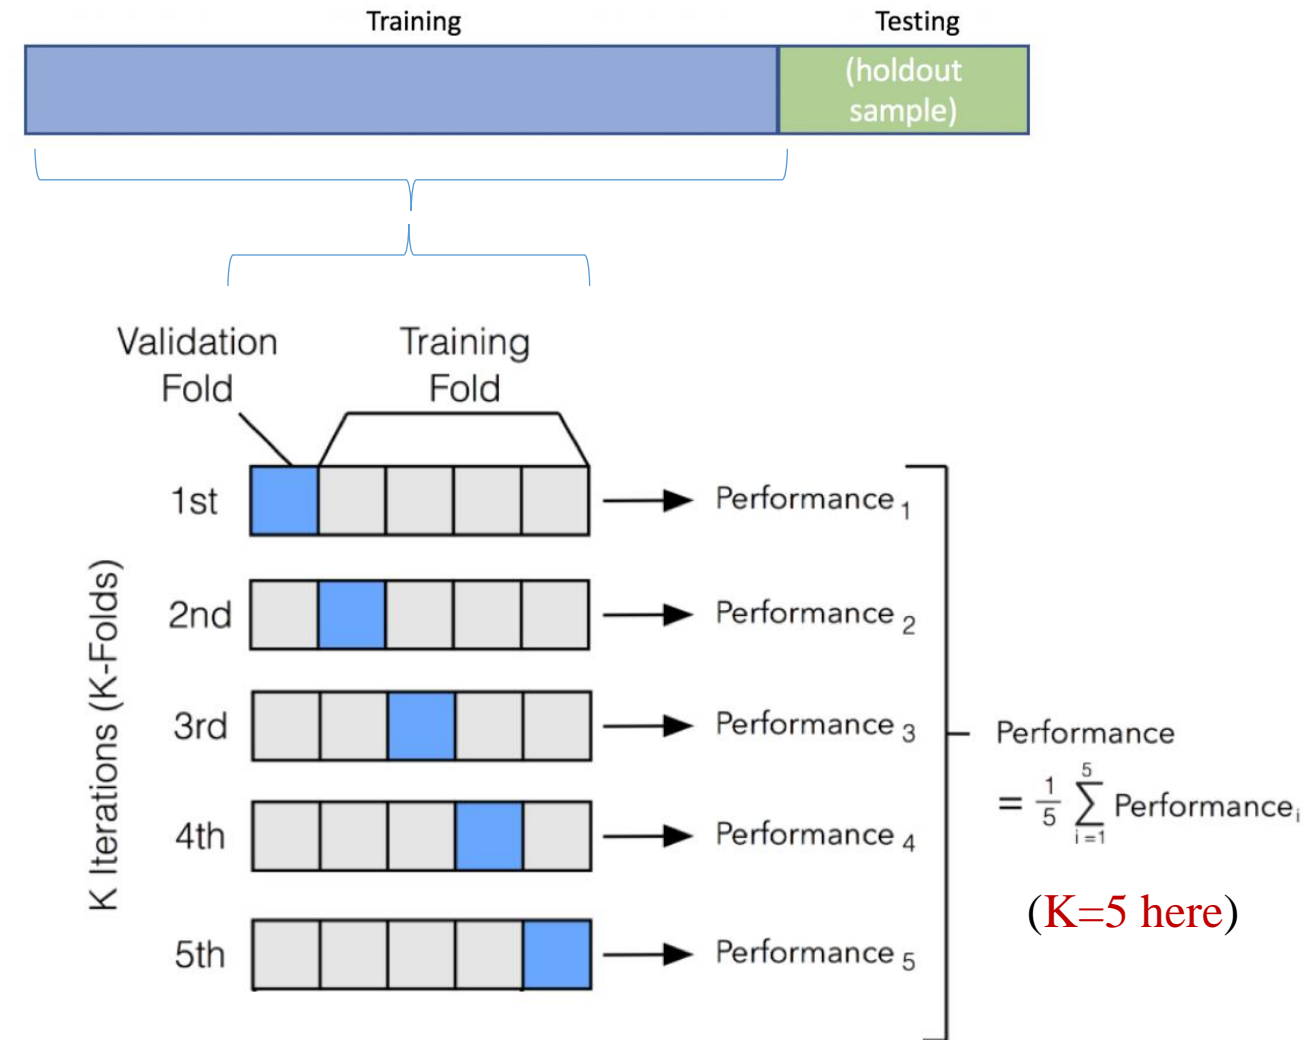 Training
Testing
(holdout
sample)
Validation
Fold
Training
Fold
K Iterations (K-Folds)
1st
Performance 1
2nd
Performance 2
3rd
Performance 3
4th
Performance 4
5th
Performance 5
Performance
= 1/5 5∑i=1 Performance i
(K=5 here)